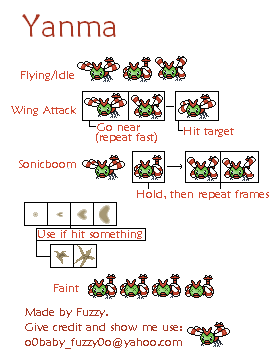 Yanma
Flying/Idle
Wing Attack
Go near
(repeat fast)
Hit target
Sonicboom
Hold, then repeat frames
Use if hit something
Faint
Made by Fuzzy.
Give credit and show me use:
o0baby_fuzzy0o@yahoo.com